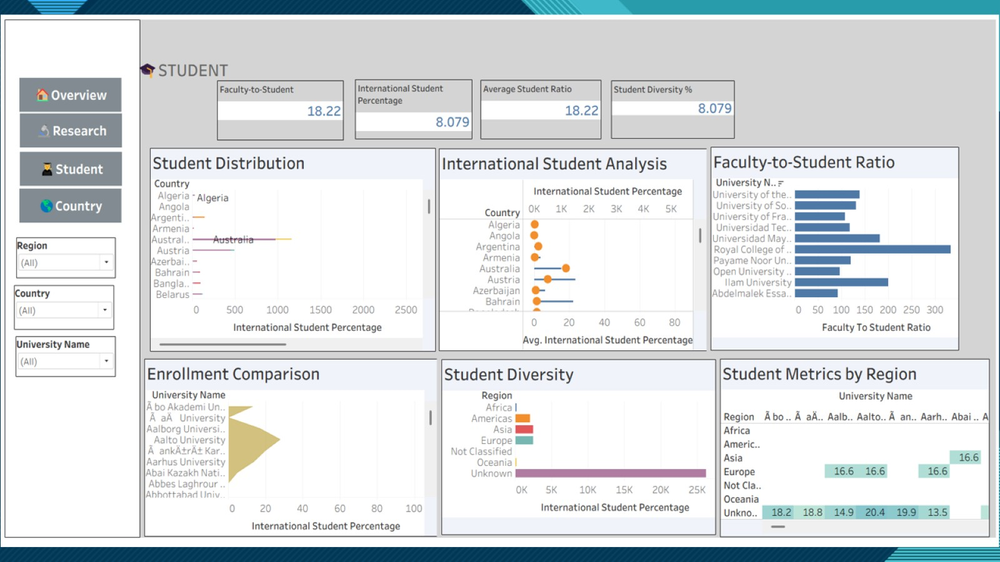 STUDENT
Overview
Research
Student
Country
Region
(All)
Country
(All)
University Name
(All)
Faculty-to-Student
18.22
International Student
Percentage
8.079
Average Student Ratio
18.22
Student Diversity %
8.079
Student Distribution
Country
Algeria
Algeria
Angola
Argenti..
Armenia
Austral..
Australia
Austria
Azerbai..
Bahrain
Bangla..
Belarus
0 500 1000 1500 2000 2500
International Student Percentage
International Student Analysis
International Student Percentage
0K 1K 2K 3K 4K 5K
Country
Algeria
Angola
Argentina
Armenia
Australia
Austria
Azerbaijan
Bahrain
Bangladesh
0 20 40 60 80
Avg. International Student Percentage
Faculty-to-Student Ratio
University N..
University of the..
University of So..
University of Fra..
Universidad Tec..
Universidad May..
Royal College of ..
Payame Noor Un..
Open University ..
Ilam University
Abdelmalek Essa..
0 50 100 150 200 250 300
Faculty To Student Ratio
Enrollment Comparison
University Name
Ã bo Akademi Un..
Ã aÄ University
Aalborg Universi..
Aalto University
Ã ankÄ±rÄ± Kar..
Aarhus University
Abai Kazakh Nati..
Abbes Laghrour ..
Abbottabad Univ..
0 20 40 60 80 100
International Student Percentage
Student Diversity
Region
Africa
Americas
Asia
Europe
Not Classified
Oceania
Unknown
0K 5K 10K 15K 20K 25K
International Student Percentage
Student Metrics by Region
University Name
Region Ã bo .. Ã aÄ.. Aalb.. Aalto.. Ã an.. Aarh.. Abai .. A
Africa
Americ..
Asia 16.6
Europe 16.6 16.6 16.6
Not Cla..
Oceania
Unkno.. 18.2 18.8 14.9 20.4 19.9 13.5